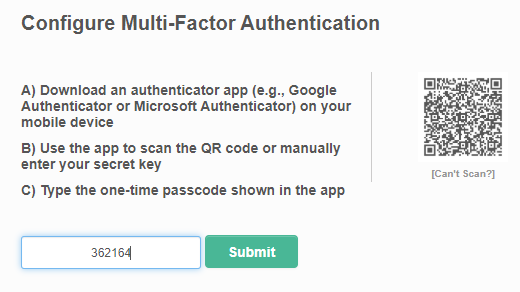 Configure Multi-Factor Authentication
A) Download an authenticator app (e.g., Google
Authenticator or Microsoft Authenticator) on your
mobile device
B) Use the app to scan the QR code or manually
enter your secret key
C) Type the one-time passcode shown in the app
[Can't Scan?]
362164
Submit